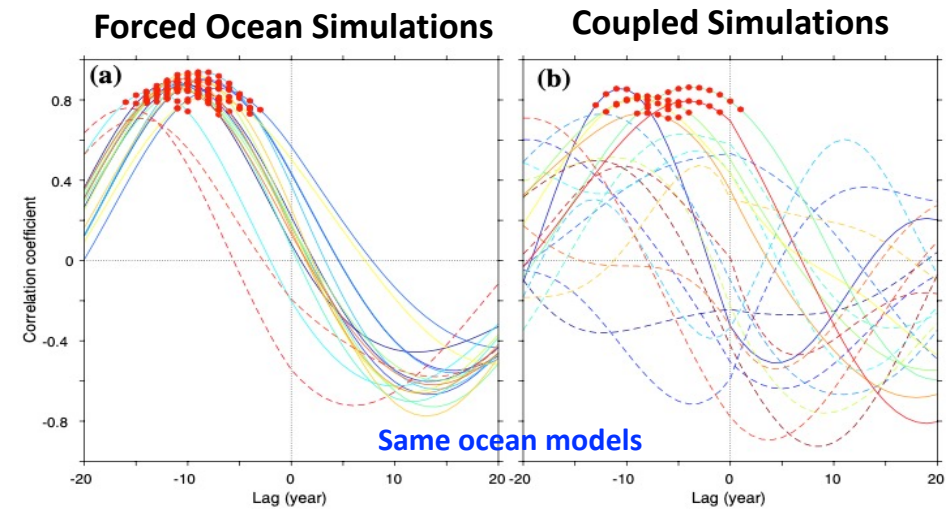 Forced Ocean Simulations
Coupled Simulations
(a)
(b)
Correlation coefficient
0.8
0.4
0
-0.4
-0.8
Same ocean models
-20 -10 0 10 20
-20 -10 0 10 20
Lag (year)
Lag (year)